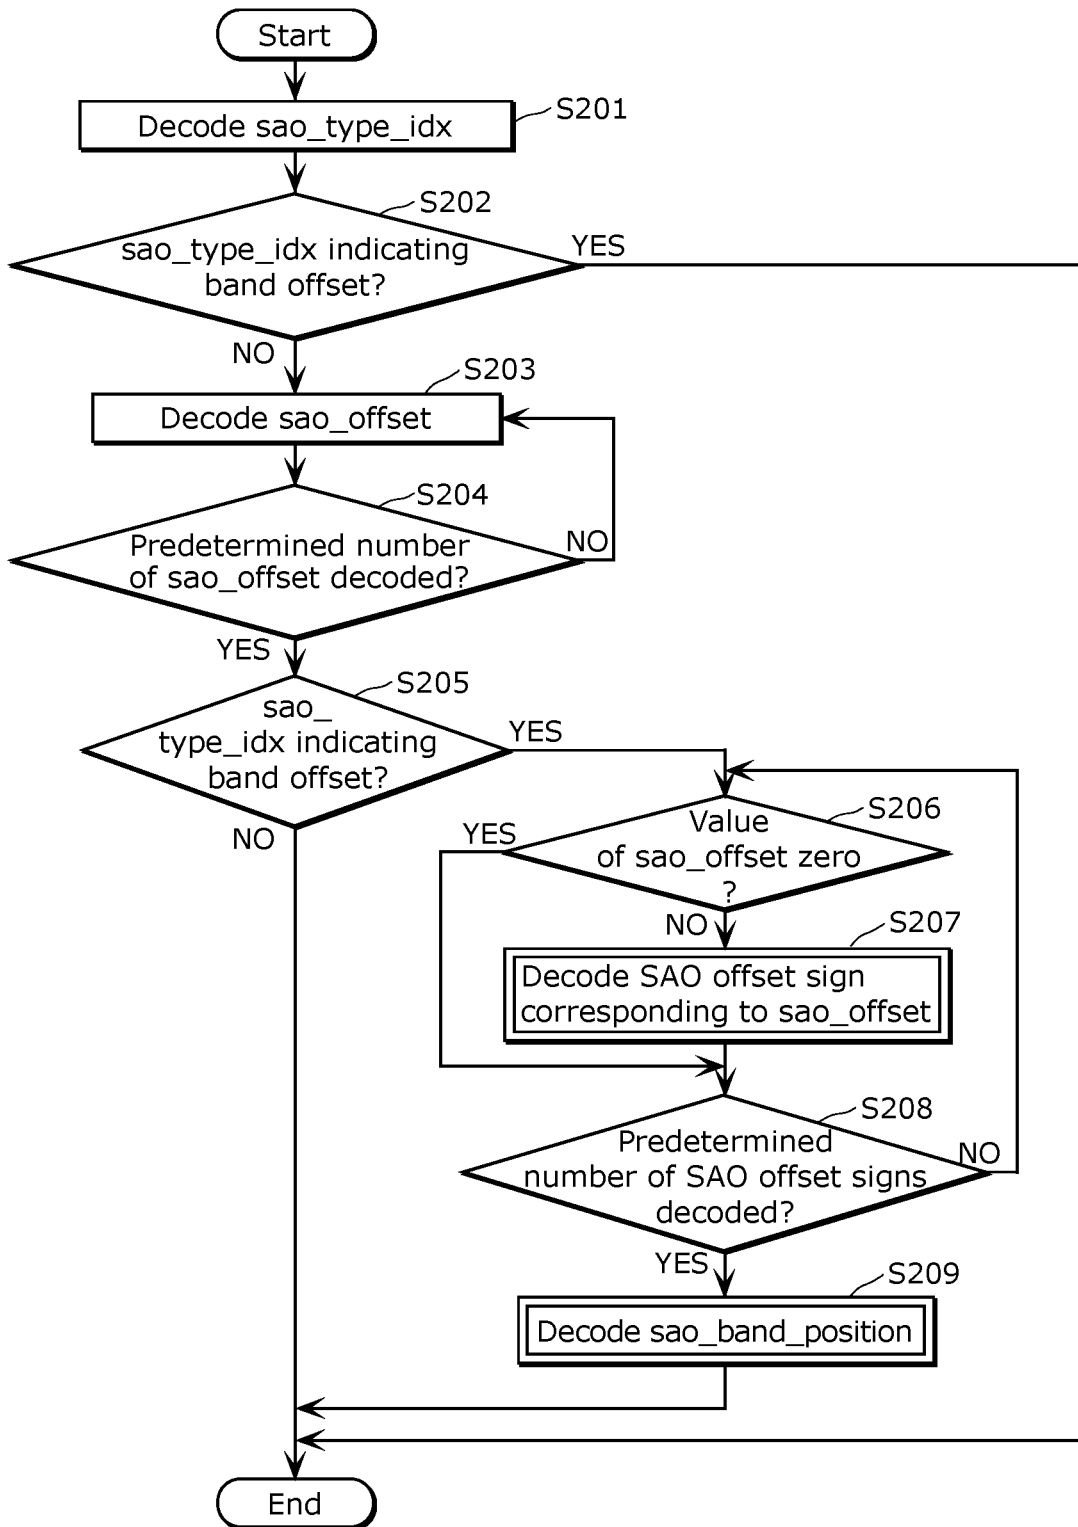 Start
S201
Decode sao_type_idx
S202
sao_type_idx indicating
band offset?
YES
NO
S203
Decode sao_offset
S204
Predetermined number
of sao_offset decoded?
NO
YES
S205
sao_
type_idx indicating
band offset?
YES
NO
S206
Value
of sao_offset zero
?
YES
NO
S207
Decode SAO offset sign
corresponding to sao_offset
S208
Predetermined
number of SAO offset signs
decoded?
NO
YES
S209
Decode sao_band_position
End